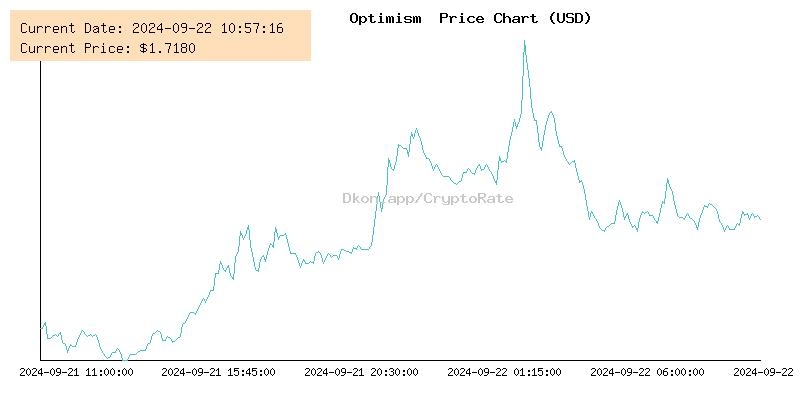 Optimism  Price Chart (USD)
Current Date: 2024-09-22 10:57:16
Current Price: $1.7180
Dkon.app/CryptoRate
2024-09-21 11:00:00 2024-09-21 15:45:00 2024-09-21 20:30:00 2024-09-22 01:15:00 2024-09-22 06:00:00 2024-09-22